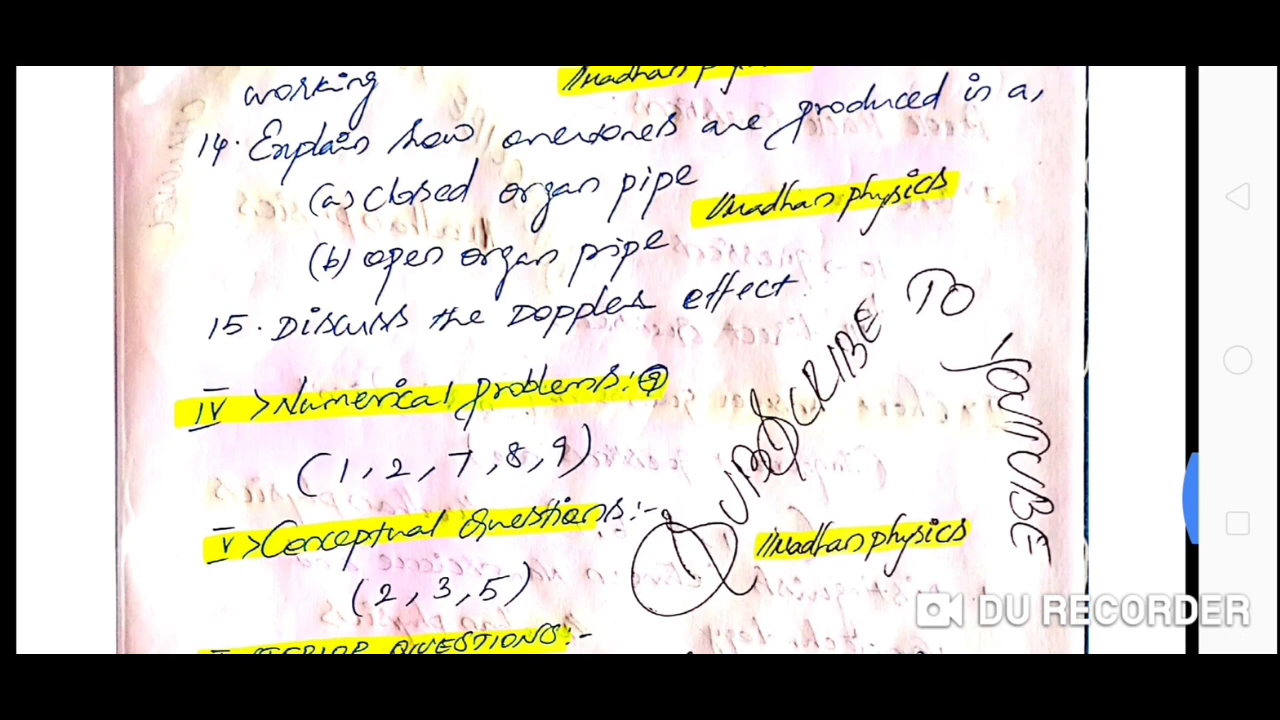 working
14. Explain how overtones are produced in a,
(a) closed organ pipe
Madhan physics
(b) open organ pipe
15. Discuss the Doppler effect
IV > Numerical problems:-
(1, 2, 7, 8, 9)
V > Conceptual Questions:-
(2, 3, 5)
SUBSCRIBE TO
YOUTUBE
Madhan physics
DU RECORDER
QUESTIONS:-